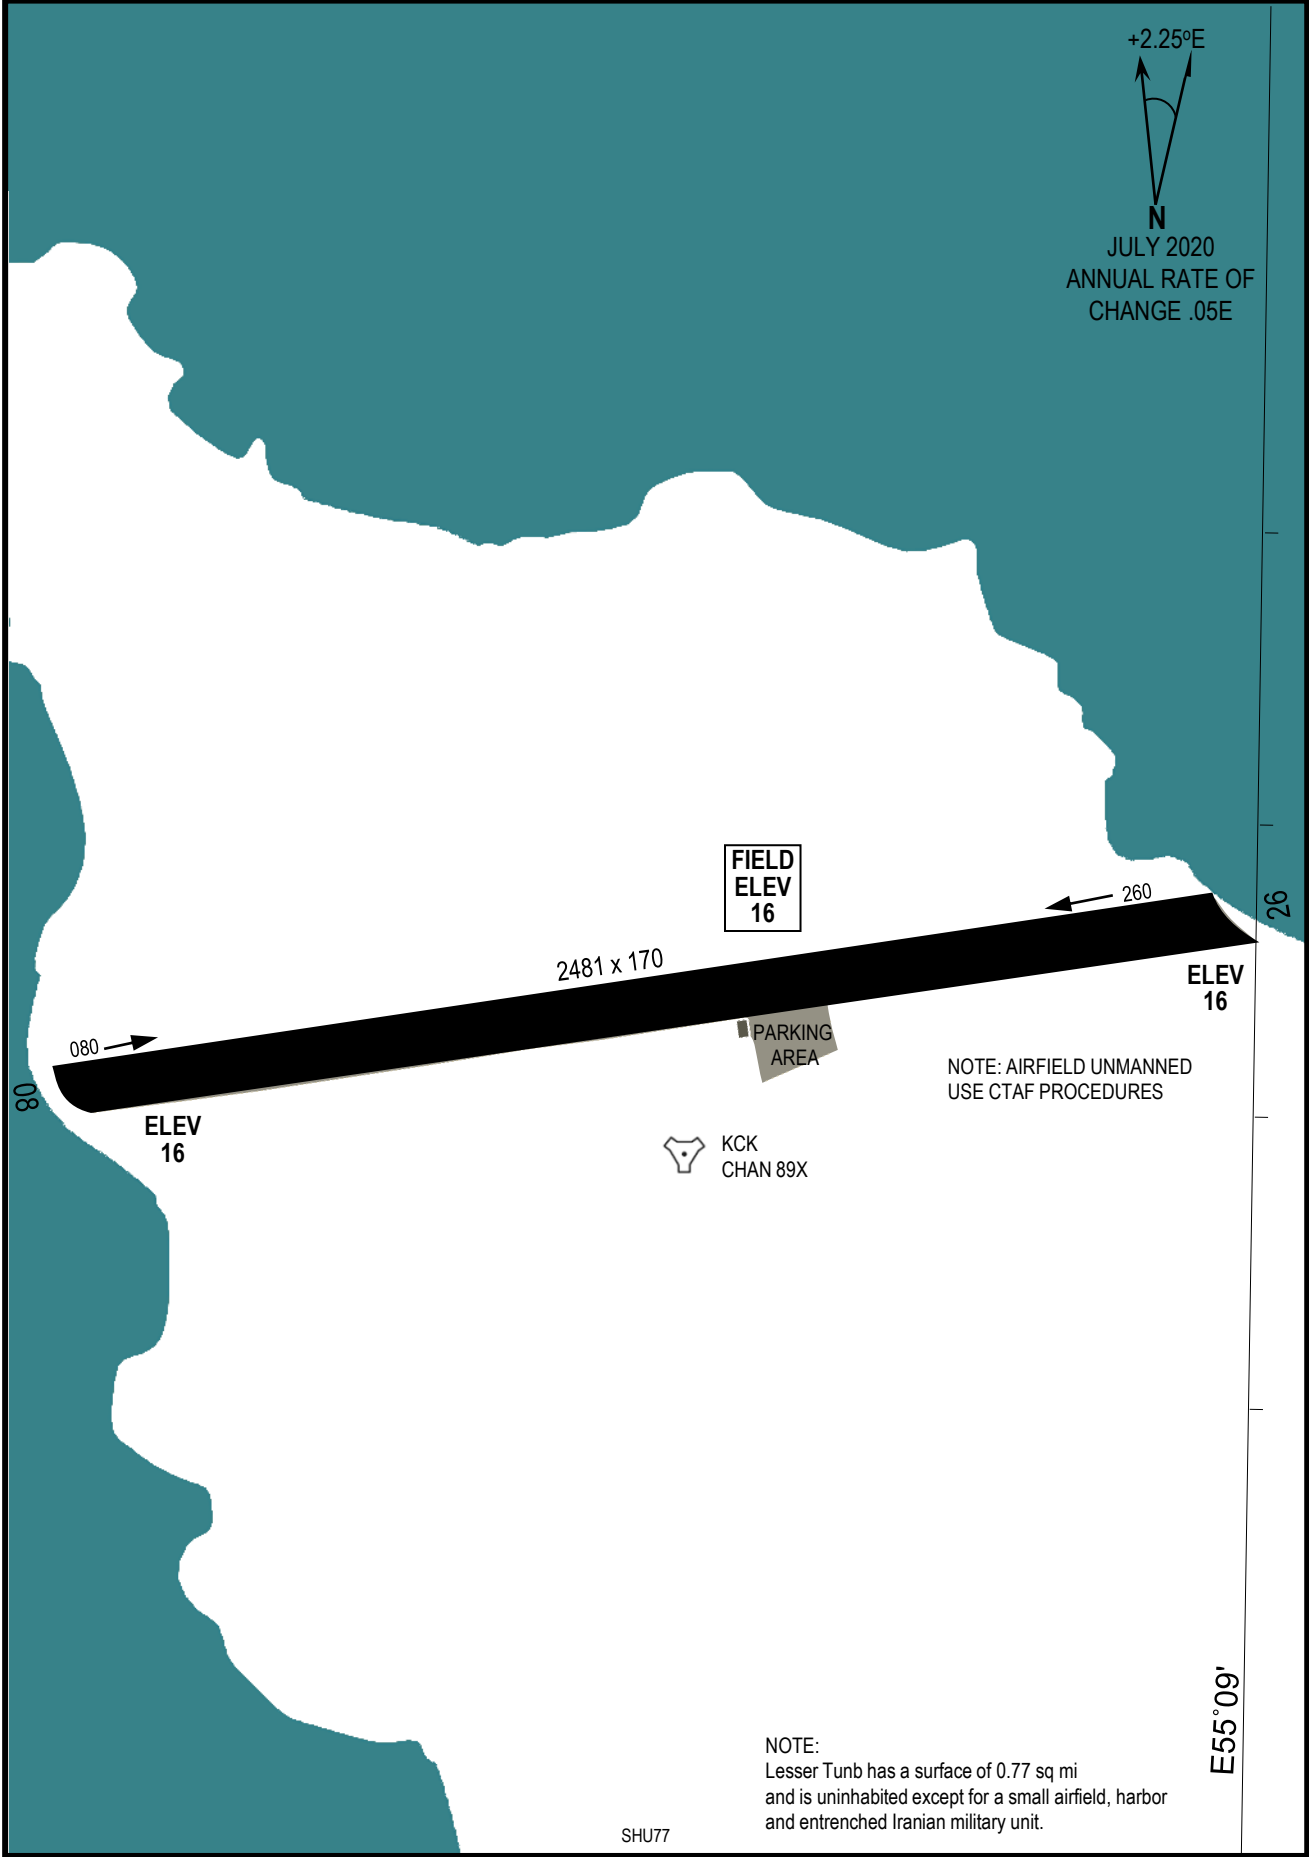 +2.25ºE
N
JULY 2020
ANNUAL RATE OF
CHANGE .05E
FIELD
ELEV
16
260
26
2481 x 170
ELEV
16
080
08
PARKING
AREA
NOTE: AIRFIELD UNMANNED
USE CTAF PROCEDURES
ELEV
16
KCK
CHAN 89X
E55°09'
NOTE:
Lesser Tunb has a surface of 0.77 sq mi
and is uninhabited except for a small airfield, harbor
and entrenched Iranian military unit.
SHU77